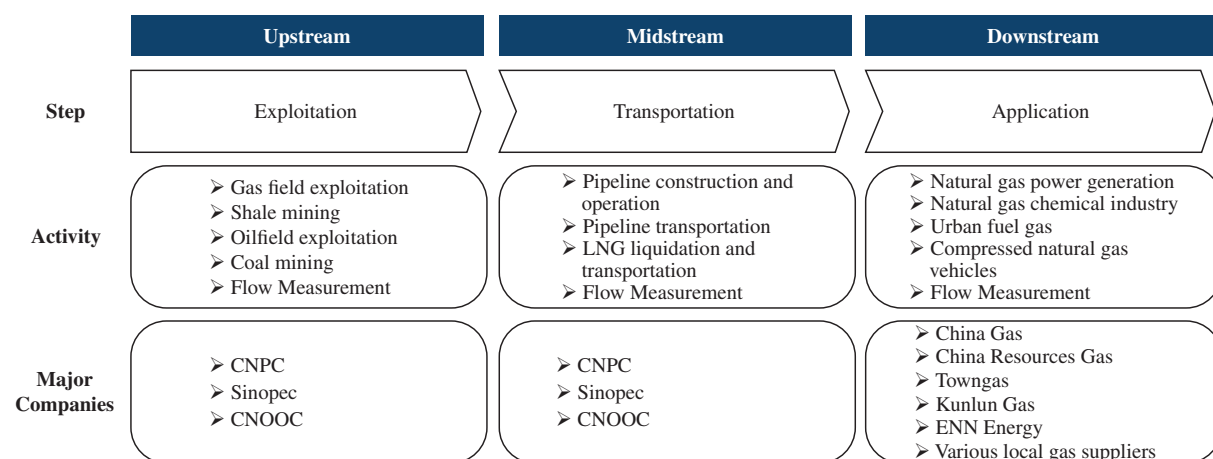 Upstream
Midstream
Downstream
Step
Exploitation
Transportation
Application
Activity
➢ Gas field exploitation
➢ Shale mining
➢ Oilfield exploitation
➢ Coal mining
➢ Flow Measurement
➢ Pipeline construction and
operation
➢ Pipeline transportation
➢ LNG liquidation and
transportation
➢ Flow Measurement
➢ Natural gas power generation
➢ Natural gas chemical industry
➢ Urban fuel gas
➢ Compressed natural gas
vehicles
➢ Flow Measurement
Major
Companies
➢ CNPC
➢ Sinopec
➢ CNOOC
➢ CNPC
➢ Sinopec
➢ CNOOC
➢ China Gas
➢ China Resources Gas
➢ Towngas
➢ Kunlun Gas
➢ ENN Energy
➢ Various local gas suppliers